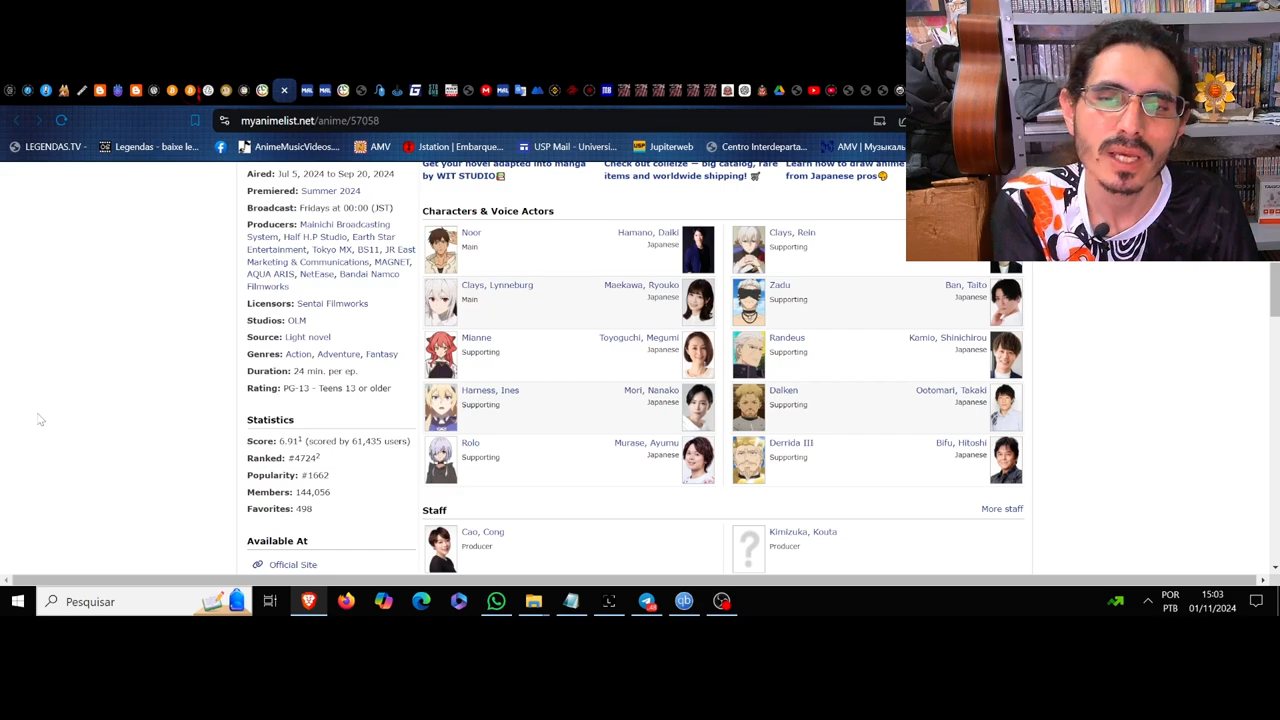 myanimelist.net/anime/57058
LEGENDAS.TV -
Legendas - baixe le...
AnimeMusicVideos...
AMV
Jstation | Embarque...
USP Mail - Universi...
Jupiterweb
Centro Interdeparta...
AMV | Музыкаль
Get your novel adapted into manga
by WIT STUDIO
Check out colleize — big catalog, rare
items and worldwide shipping!
Learn how to draw anime
from Japanese pros
Aired: Jul 5, 2024 to Sep 20, 2024
Premiered: Summer 2024
Broadcast: Fridays at 00:00 (JST)
Producers: Mainichi Broadcasting
System, Half H.P Studio, Earth Star
Entertainment, Tokyo MX, BS11, JR East
Marketing & Communications, MAGNET,
AQUA ARIS, NetEase, Bandai Namco
Filmworks
Licensors: Sentai Filmworks
Studios: OLM
Source: Light novel
Genres: Action, Adventure, Fantasy
Duration: 24 min. per ep.
Rating: PG-13 - Teens 13 or older
Statistics
Score: 6.91¹ (scored by 61,435 users)
Ranked: #4724²
Popularity: #1662
Members: 144,056
Favorites: 498
Available At
Official Site
Characters & Voice Actors
Noor
Main
Hamano, Daiki
Japanese
Clays, Rein
Supporting
Clays, Lynneburg
Main
Maekawa, Ryouko
Japanese
Zadu
Supporting
Ban, Taito
Japanese
Mianne
Supporting
Toyoguchi, Megumi
Japanese
Randeus
Supporting
Kamio, Shinichirou
Japanese
Harness, Ines
Supporting
Mori, Nanako
Japanese
Dalken
Supporting
Ootomari, Takaki
Japanese
Rolo
Supporting
Murase, Ayumu
Japanese
Derrida III
Supporting
Bifu, Hitoshi
Japanese
Staff
More staff
Cao, Cong
Producer
Kimizuka, Kouta
Producer
Pesquisar
POR
PTB
15:03
01/11/2024